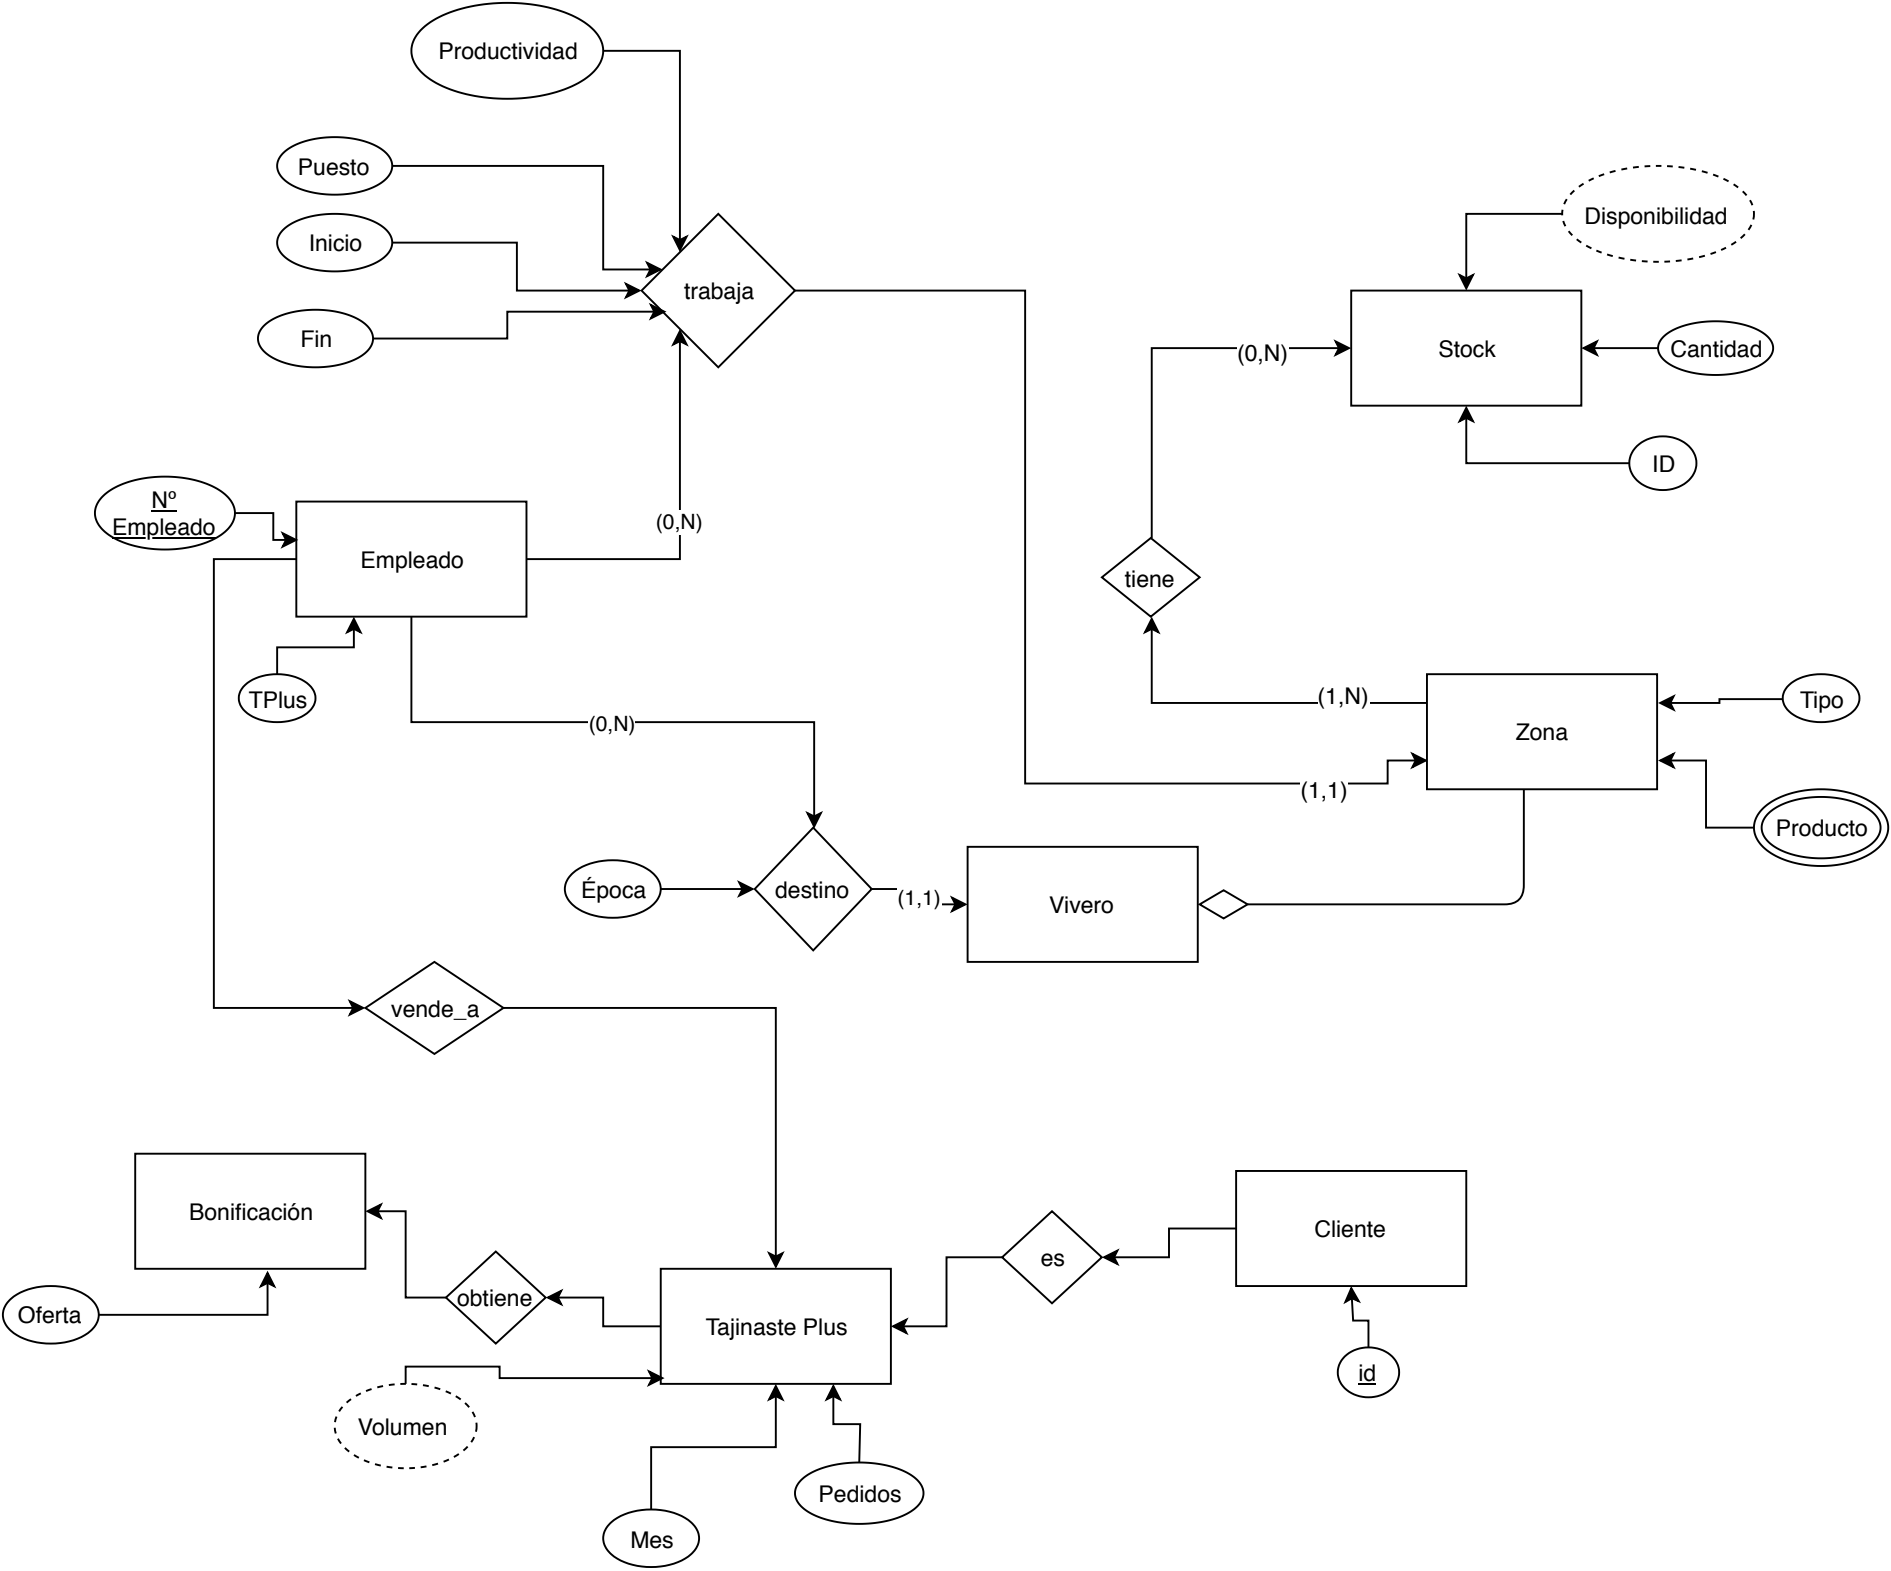 Productividad
Puesto
Inicio
Fin
trabaja
Disponibilidad
Stock
Cantidad
ID
(0,N)
Nº
Empleado
Empleado
(0,N)
TPlus
tiene
(0,N)
(1,N)
Zona
Tipo
(1,1)
Producto
Época
destino
(1,1)
Vivero
vende_a
Bonificación
Cliente
es
Oferta
obtiene
Tajinaste Plus
id
Volumen
Pedidos
Mes